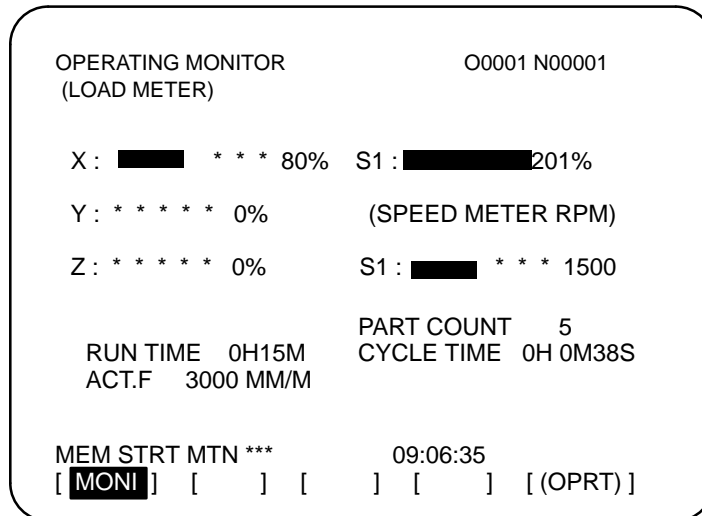 OPERATING MONITOR O0001 N00001
(LOAD METER)
X : * * * 80% S1 : 201%
Y : * * * * * 0% (SPEED METER RPM)
Z : * * * * * 0% S1 : * * * 1500
PART COUNT 5
RUN TIME 0H15M CYCLE TIME 0H 0M38S
ACT.F 3000 MM/M
MEM STRT MTN *** 09:06:35
[ MONI ] [ ] [ ] [ ] [ (OPRT) ]